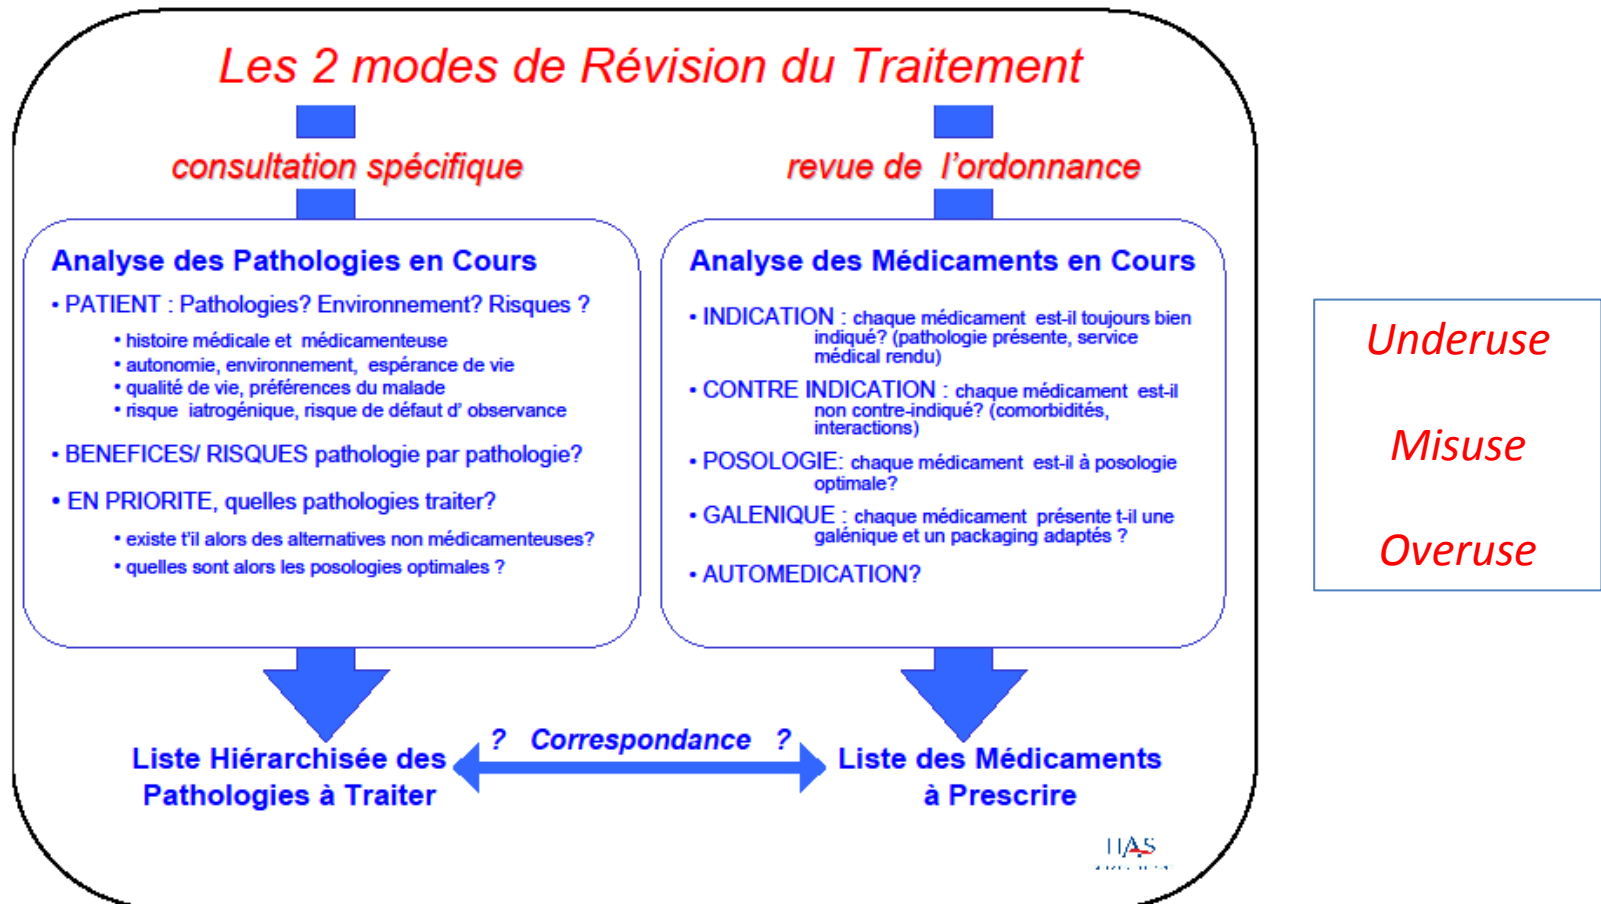 Les 2 modes de Révision du Traitement
consultation spécifique
revue de l'ordonnance
Analyse des Pathologies en Cours
• PATIENT : Pathologies? Environnement? Risques ?
• histoire médicale et médicamenteuse
• autonomie, environnement, espérance de vie
• qualité de vie, préférences du malade
• risque iatrogénique, risque de défaut d' observance
• BENEFICES/ RISQUES pathologie par pathologie?
• EN PRIORITE, quelles pathologies traiter?
• existe t'il alors des alternatives non médicamenteuses?
• quelles sont alors les posologies optimales ?
Analyse des Médicaments en Cours
• INDICATION : chaque médicament est-il toujours bien
indiqué? (pathologie présente, service
médical rendu)
• CONTRE INDICATION : chaque médicament est-il
non contre-indiqué? (comorbidités,
interactions)
• POSOLOGIE: chaque médicament est-il à posologie
optimale?
• GALENIQUE : chaque médicament présente t-il une
galénique et un packaging adaptés ?
• AUTOMEDICATION?
? Correspondance ?
Liste Hiérarchisée des
Pathologies à Traiter
Liste des Médicaments
à Prescrire
HAS
Underuse
Misuse
Overuse